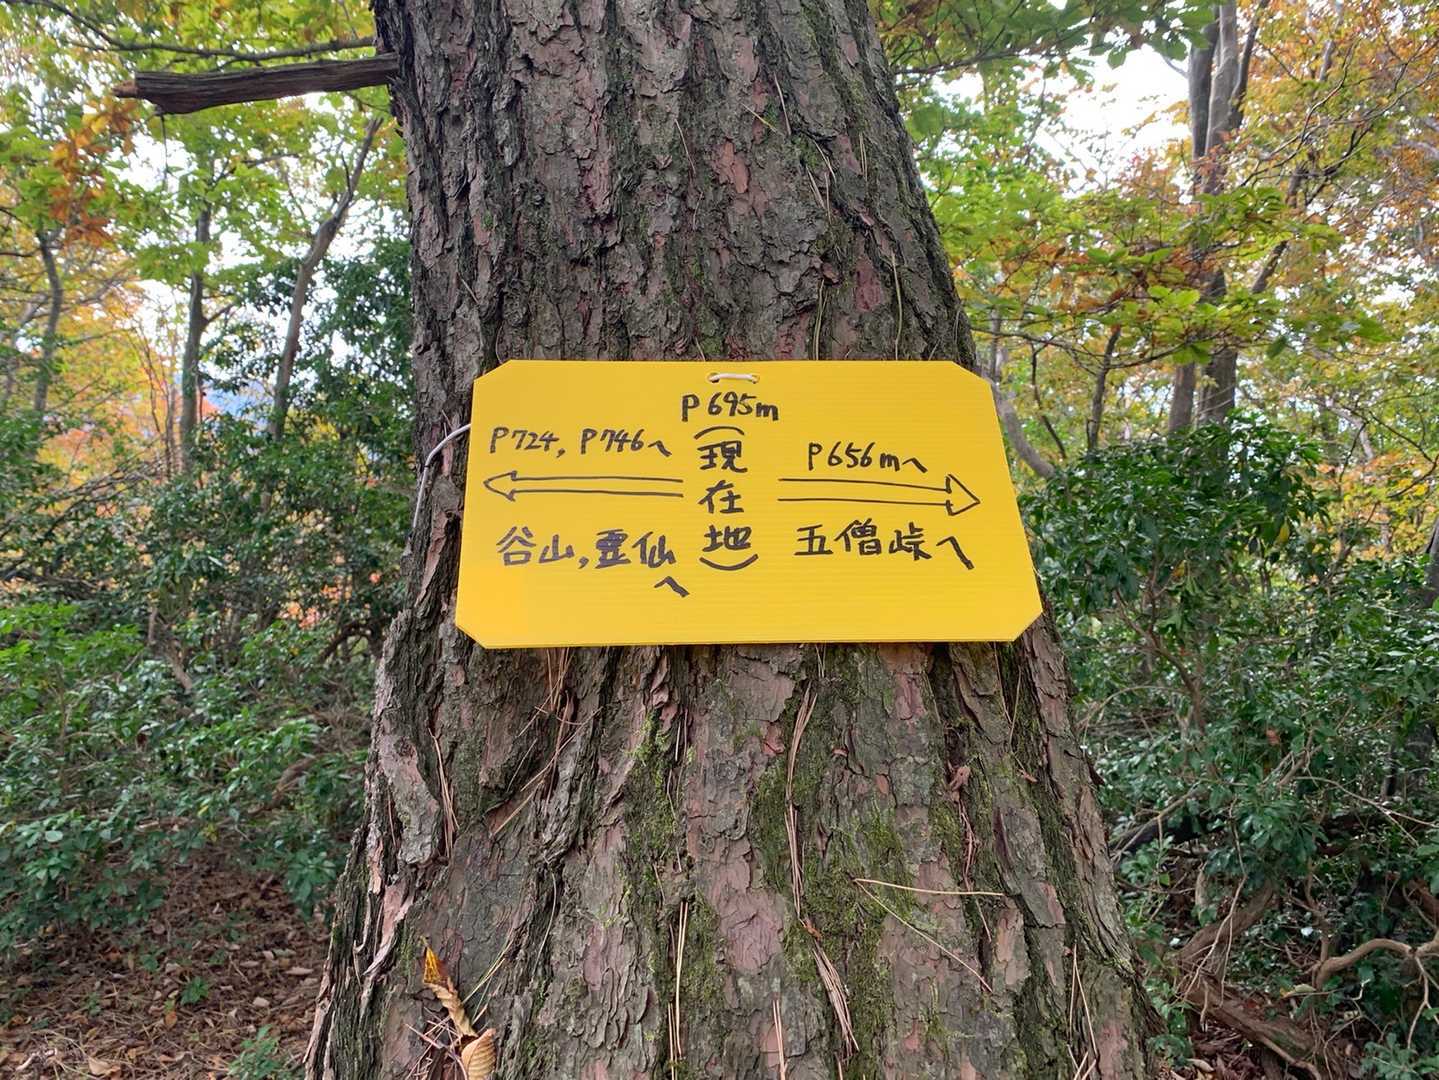 P695m
(現在地)
P724, P746へ
谷山,霊仙へ
P656mへ
五僧峠へ